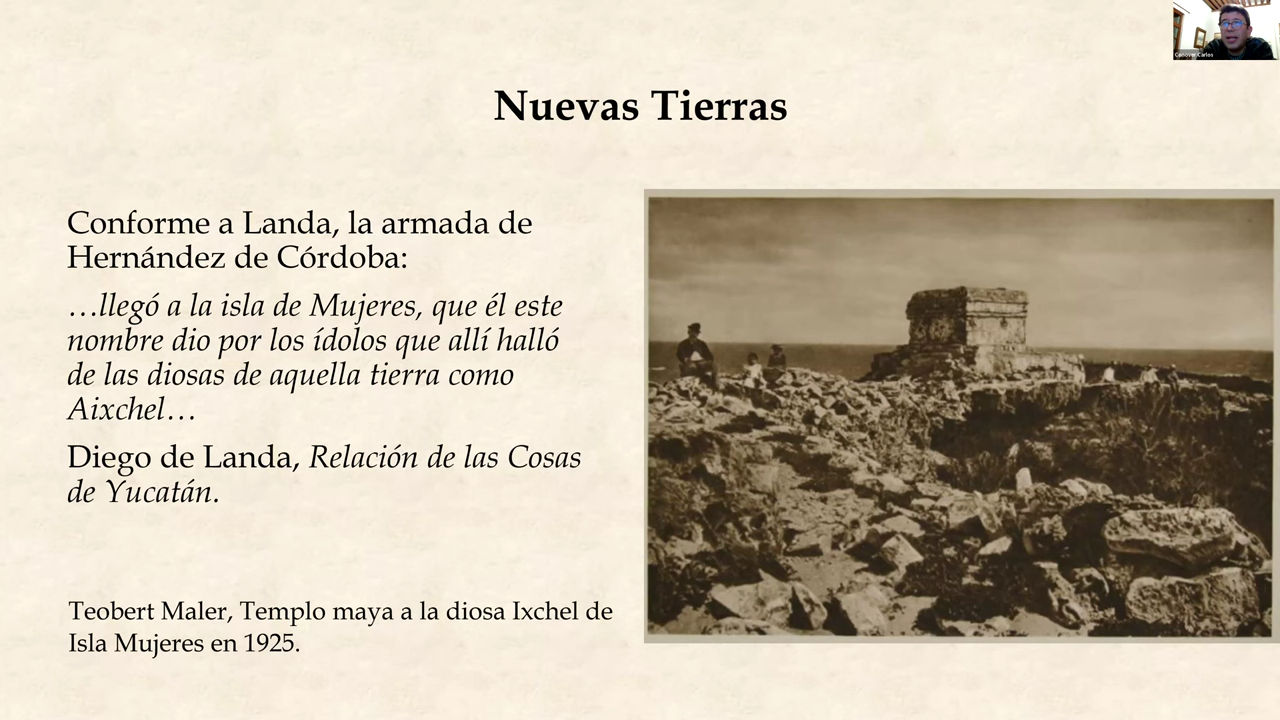 Conover Carlos
Nuevas Tierras
Conforme a Landa, la armada de
Hernández de Córdoba:
…llegó a la isla de Mujeres, que él este
nombre dio por los ídolos que allí halló
de las diosas de aquella tierra como
Aixchel…
Diego de Landa, Relación de las Cosas
de Yucatán.
Teobert Maler, Templo maya a la diosa Ixchel de
Isla Mujeres en 1925.